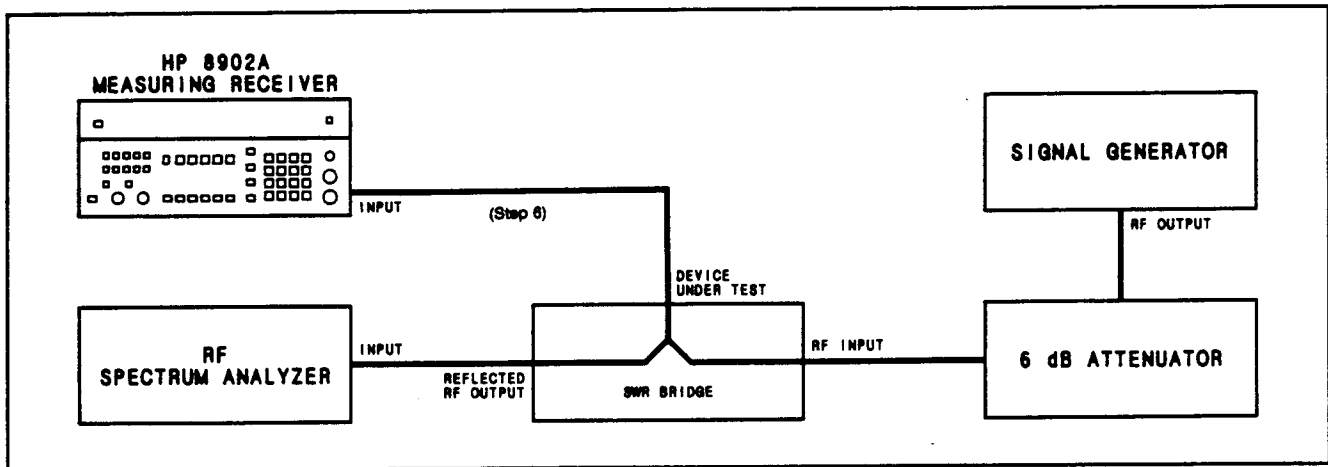 HP 8902A
MEASURING RECEIVER
INPUT
(Step 6)
SIGNAL GENERATOR
RF OUTPUT
DEVICE
UNDER TEST
RF
SPECTRUM ANALYZER
INPUT
REFLECTED
RF OUTPUT
SWR BRIDGE
RF INPUT
6 dB ATTENUATOR